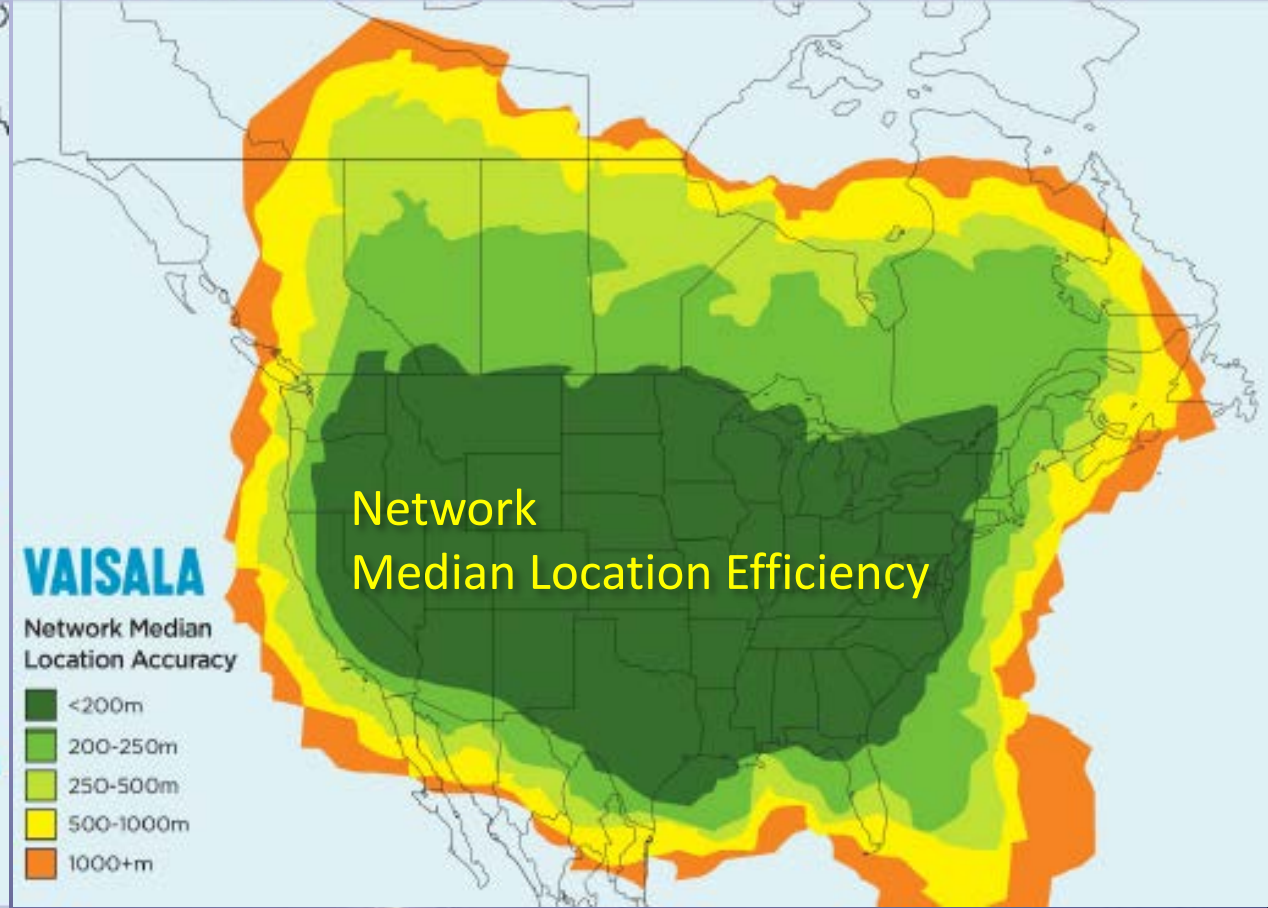 Network
Median Location Efficiency
VAISALA
Network Median
Location Accuracy
<200m
200-250m
250-500m
500-1000m
1000+m